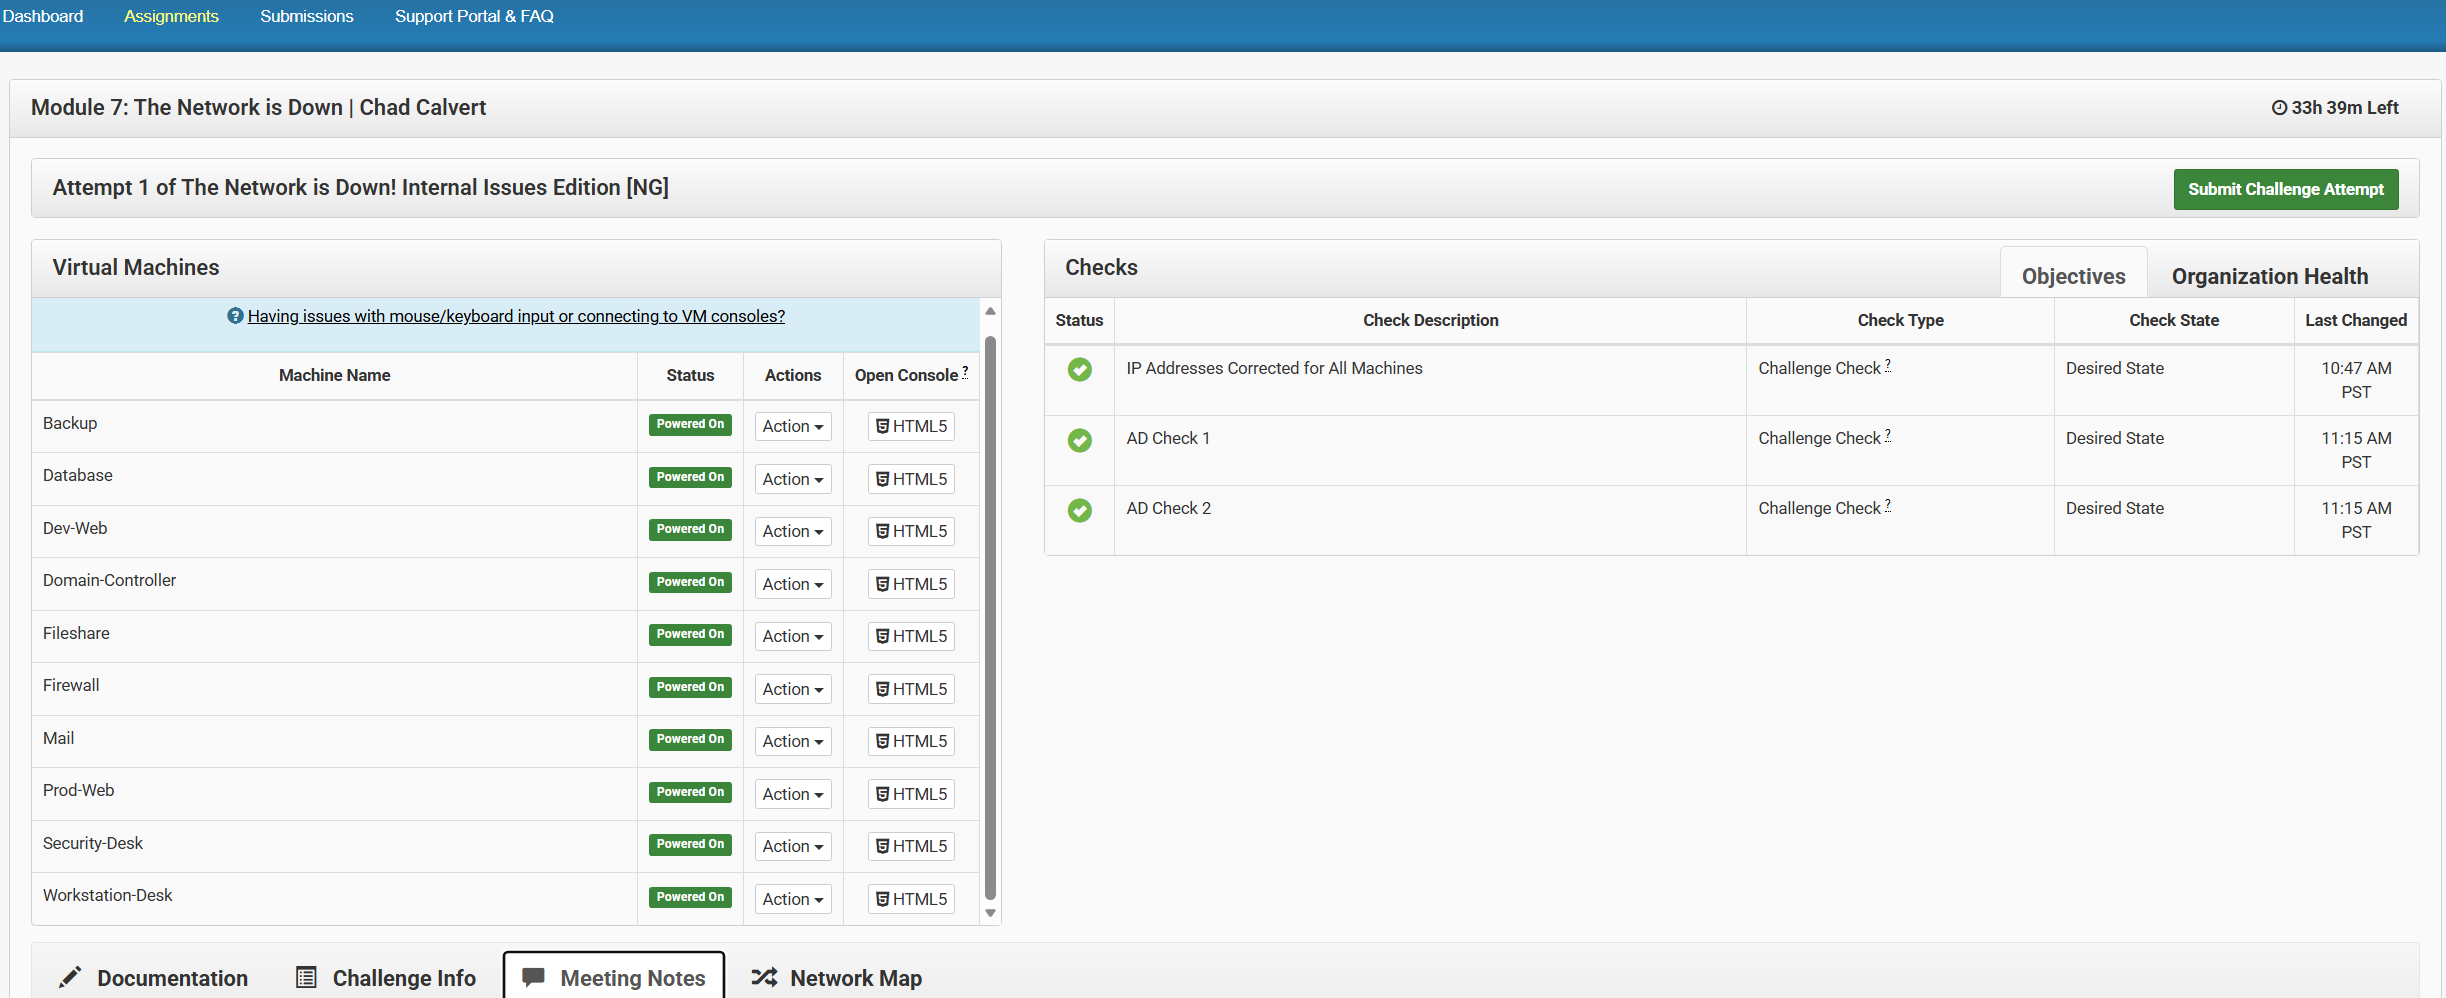 Dashboard Assignments Submissions Support Portal & FAQ
Module 7: The Network is Down | Chad Calvert 33h 39m Left
Attempt 1 of The Network is Down! Internal Issues Edition [NG] Submit Challenge Attempt
Virtual Machines
? Having issues with mouse/keyboard input or connecting to VM consoles?
Machine Name Status Actions Open Console ?
Backup Powered On Action HTML5
Database Powered On Action HTML5
Dev-Web Powered On Action HTML5
Domain-Controller Powered On Action HTML5
Fileshare Powered On Action HTML5
Firewall Powered On Action HTML5
Mail Powered On Action HTML5
Prod-Web Powered On Action HTML5
Security-Desk Powered On Action HTML5
Workstation-Desk Powered On Action HTML5
Checks Objectives Organization Health
Status Check Description Check Type Check State Last Changed
IP Addresses Corrected for All Machines Challenge Check ? Desired State 10:47 AM
PST
AD Check 1 Challenge Check ? Desired State 11:15 AM
PST
AD Check 2 Challenge Check ? Desired State 11:15 AM
PST
Documentation Challenge Info Meeting Notes Network Map